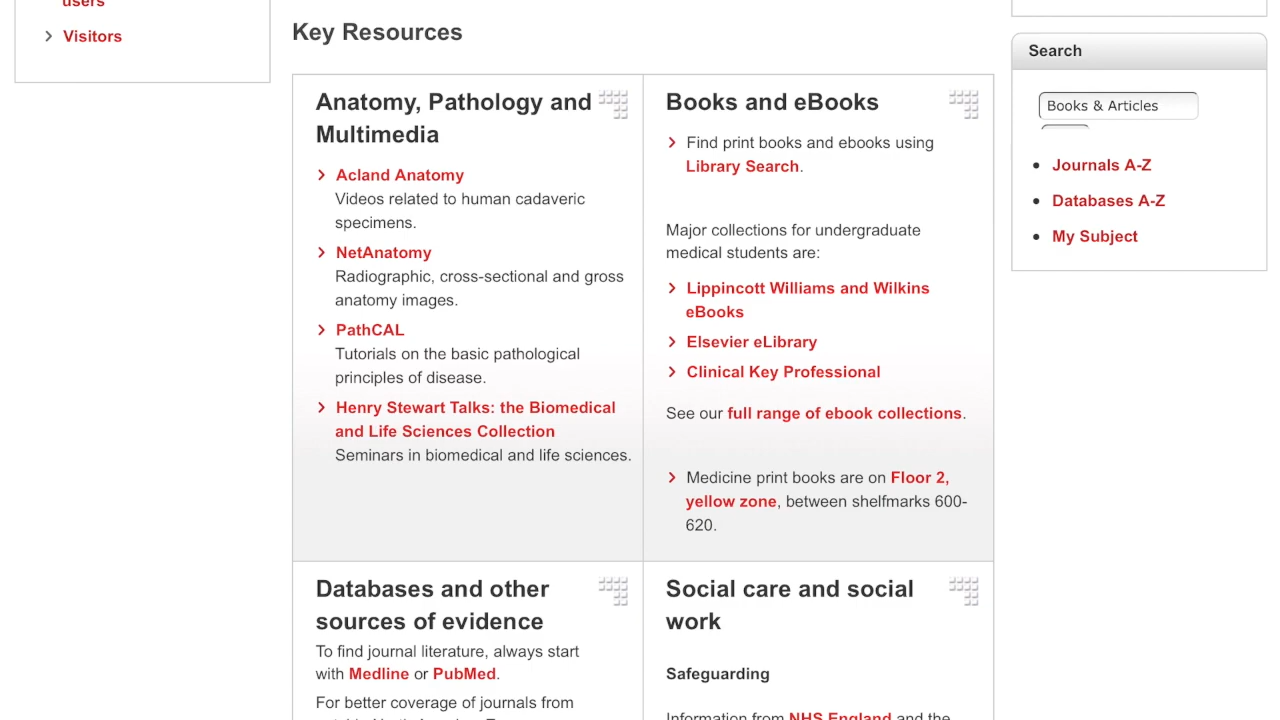 users
Visitors
Key Resources
Anatomy, Pathology and
Multimedia
Acland Anatomy
Videos related to human cadaveric
specimens.
NetAnatomy
Radiographic, cross-sectional and gross
anatomy images.
PathCAL
Tutorials on the basic pathological
principles of disease.
Henry Stewart Talks: the Biomedical
and Life Sciences Collection
Seminars in biomedical and life sciences.
Books and eBooks
Find print books and ebooks using
Library Search.
Major collections for undergraduate
medical students are:
Lippincott Williams and Wilkins
eBooks
Elsevier eLibrary
Clinical Key Professional
See our full range of ebook collections.
Medicine print books are on Floor 2,
yellow zone, between shelfmarks 600-
620.
Databases and other
sources of evidence
To find journal literature, always start
with Medline or PubMed.
For better coverage of journals from
Social care and social
work
Safeguarding
Information from NHS England and the
Search
Books & Articles
Journals A-Z
Databases A-Z
My Subject